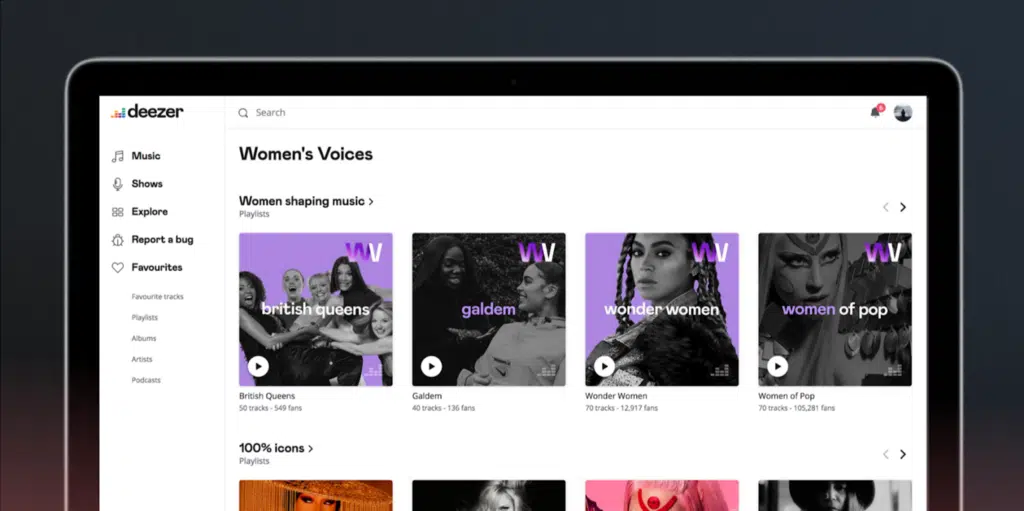 deezer
Search
6
Music
Shows
Explore
Report a bug
Favourites
Favourite tracks
Playlists
Albums
Artists
Podcasts
Women's Voices
Women shaping music
Playlists
WV
british queens
WV
galdem
WV
wonder women
WV
women of pop
British Queens
50 tracks - 549 fans
Galdem
40 tracks - 136 fans
Wonder Women
70 tracks - 12,917 fans
Women of Pop
70 tracks - 105,281 fans
100% icons
Playlists